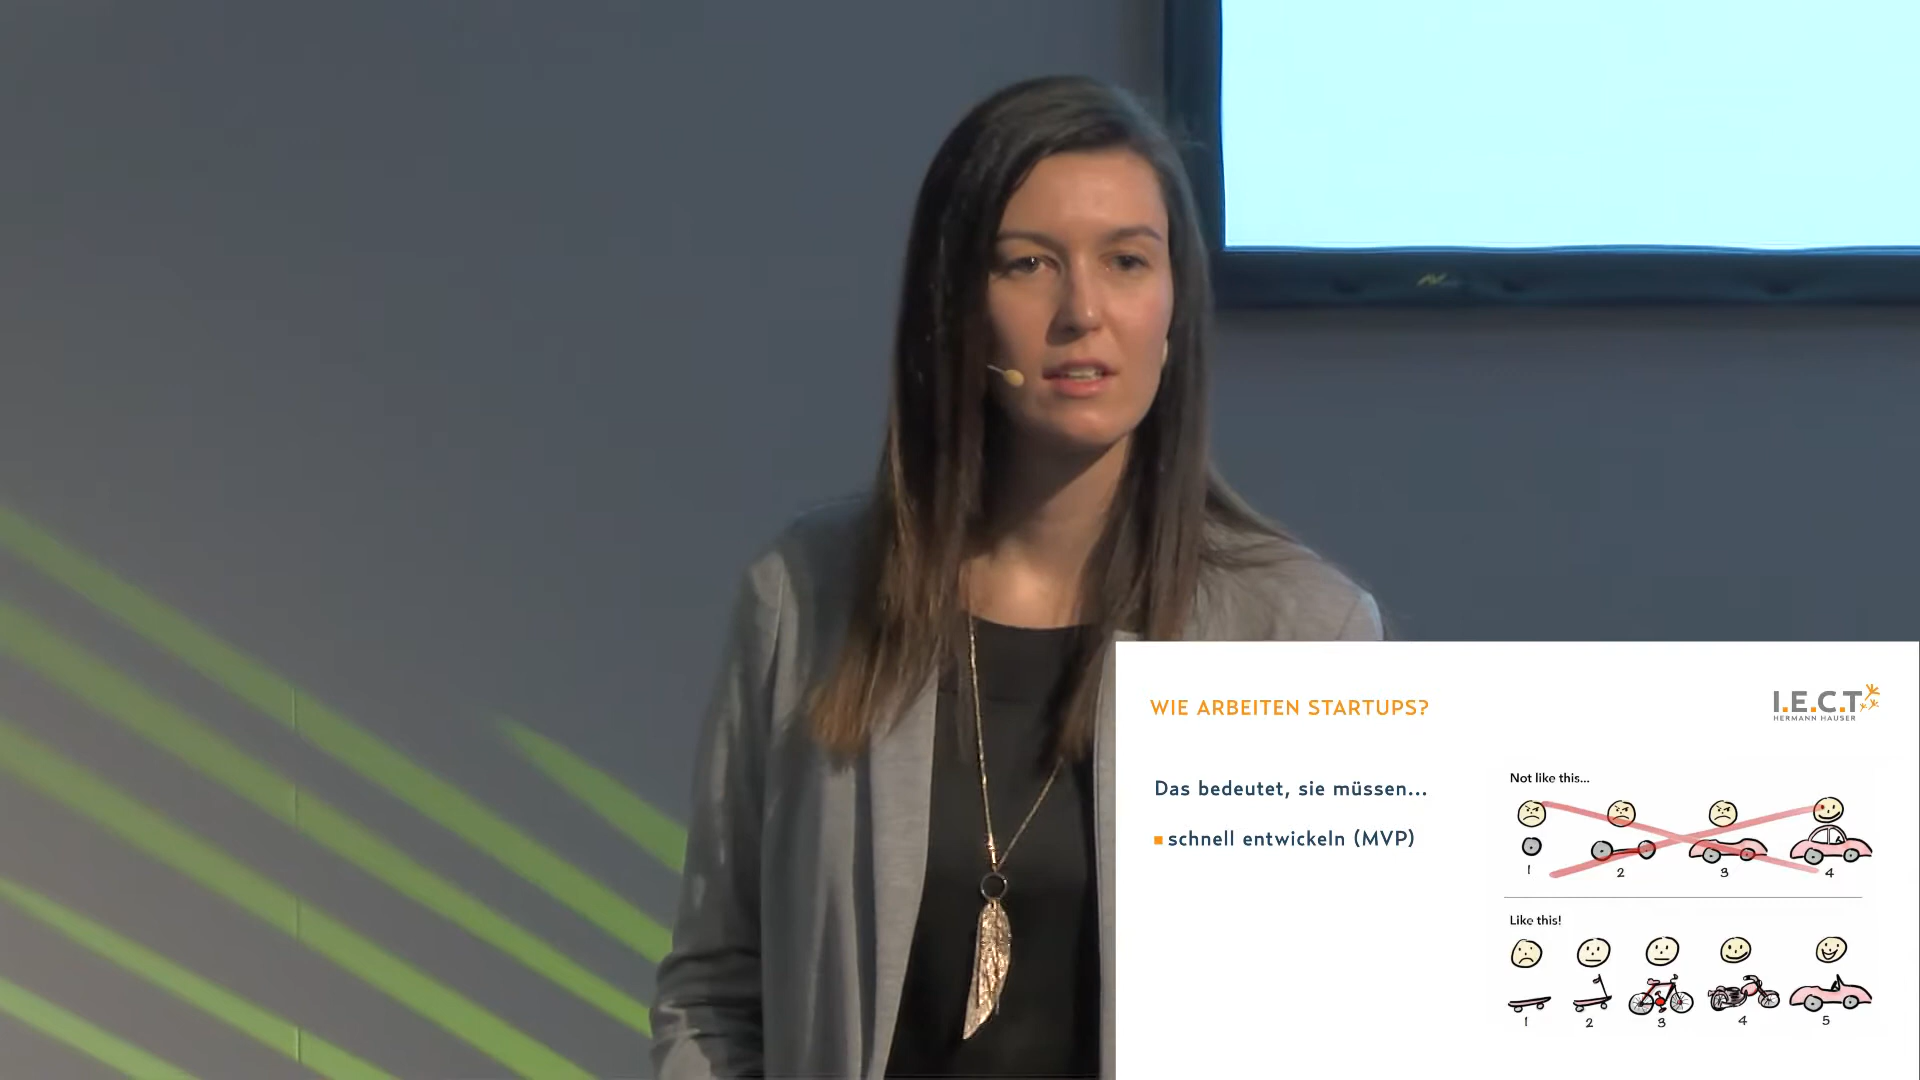 WIE ARBEITEN STARTUPS?
I.E.C.T
HERMANN HAUSER
Das bedeutet, sie müssen...
schnell entwickeln (MVP)
Not like this...
1 2 3 4
Like this!
1 2 3 4 5